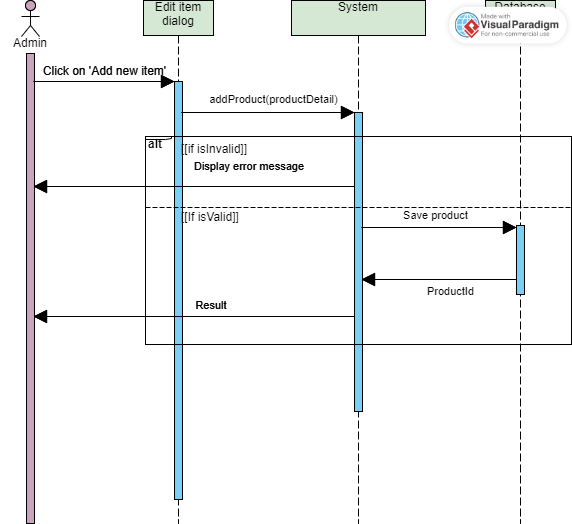 Edit item
dialog
System
Database
Made with
Visual Paradigm
For non-commercial use
Admin
Click on 'Add new item'
addProduct(productDetail)
alt
[[if isInvalid]]
Display error message
[[If isValid]]
Save product
ProductId
Result